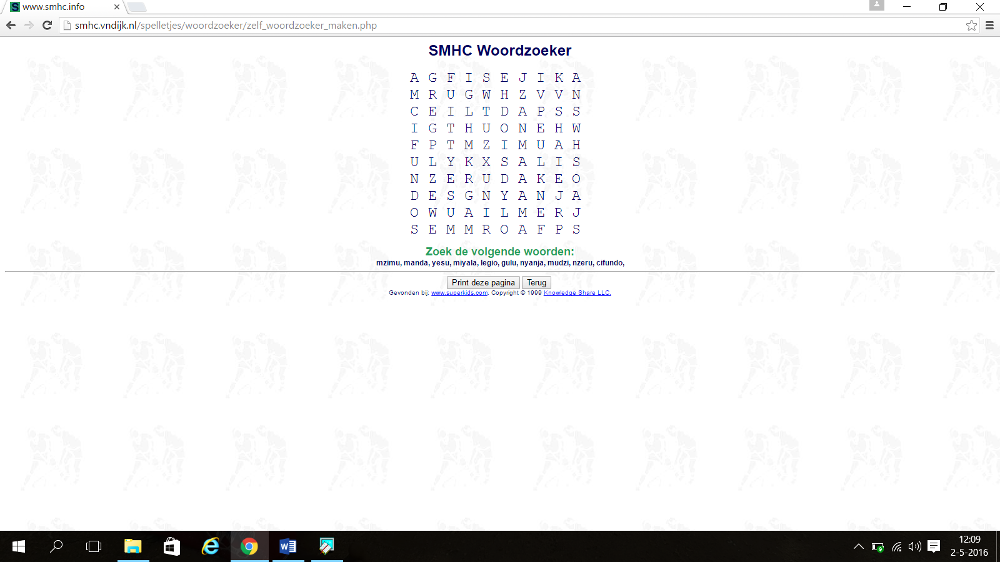 www.smhc.info
smhc.vndijk.nl/spelletjes/woordzoeker/zelf_woordzoeker_maken.php
SMHC Woordzoeker
A G F I S E J I K A
M R U G W H Z V V N
C E I L T D A P S S
I G T H U O N E H W
F P T M Z I M U A H
U L Y K X S A L I S
N Z E R U D A K E O
D E S G N Y A N J A
O W U A I L M E R J
S E M M R O A F P S
Zoek de volgende woorden:
mzimu, manda, yesu, miyala, legio, gulu, nyanja, mudzi, nzeru, cifundo,
Print deze pagina Terug
Gevonden bij: www.superkids.com. Copyright © 1999 Knowledge Share LLC.
12:09
2-5-2016